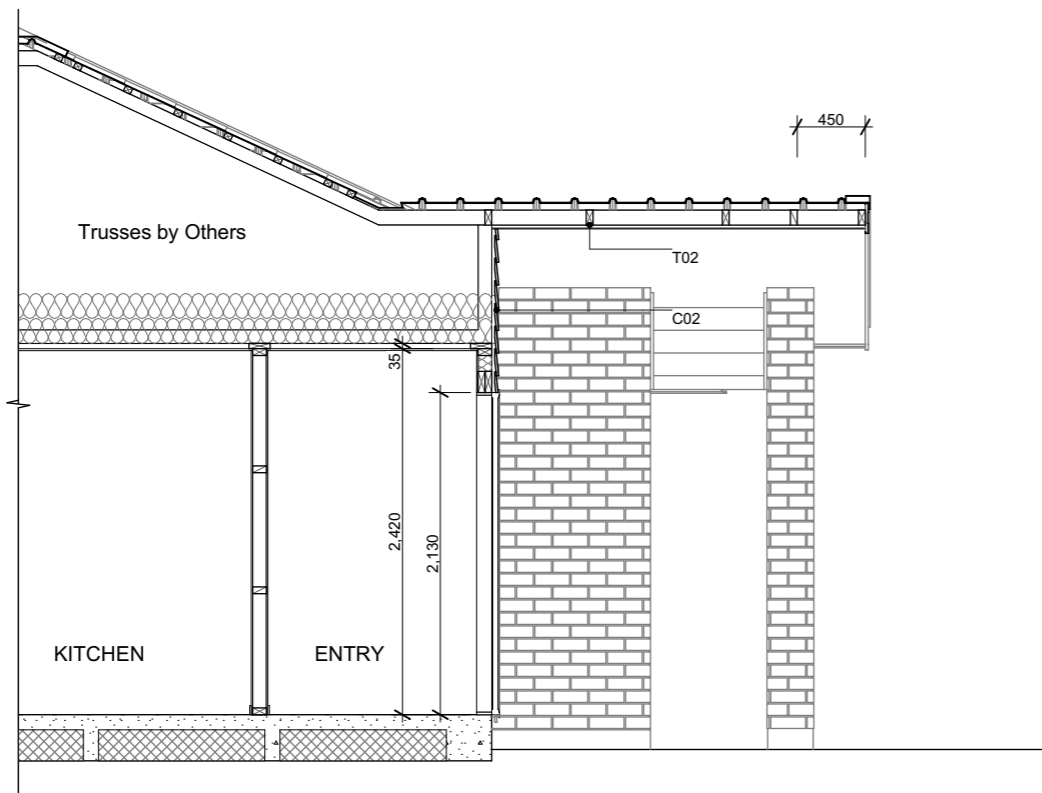 450
Trusses by Others
T02
C02
35
2,420
2,130
KITCHEN
ENTRY